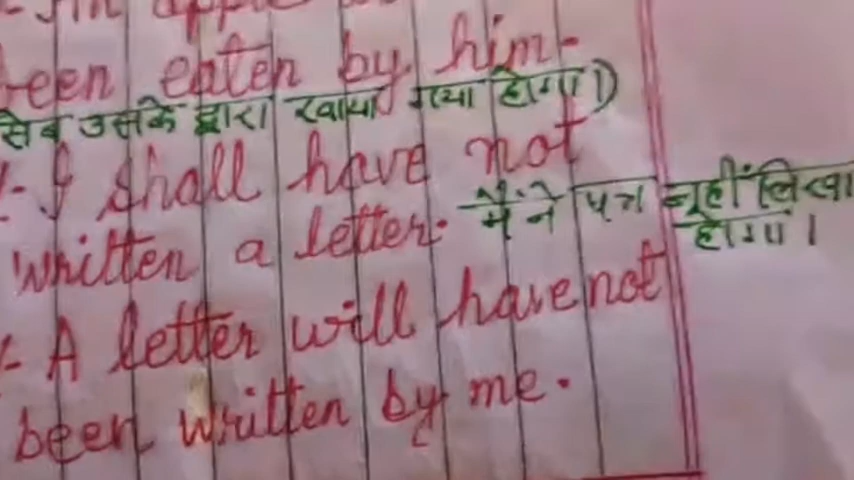 been eaten by him-
सेब उसके द्वारा खाया गया होगा)
I shall have not
written a letter. मैंने पत्र नहीं लिखा
होगा।
A letter will have not
been written by me.